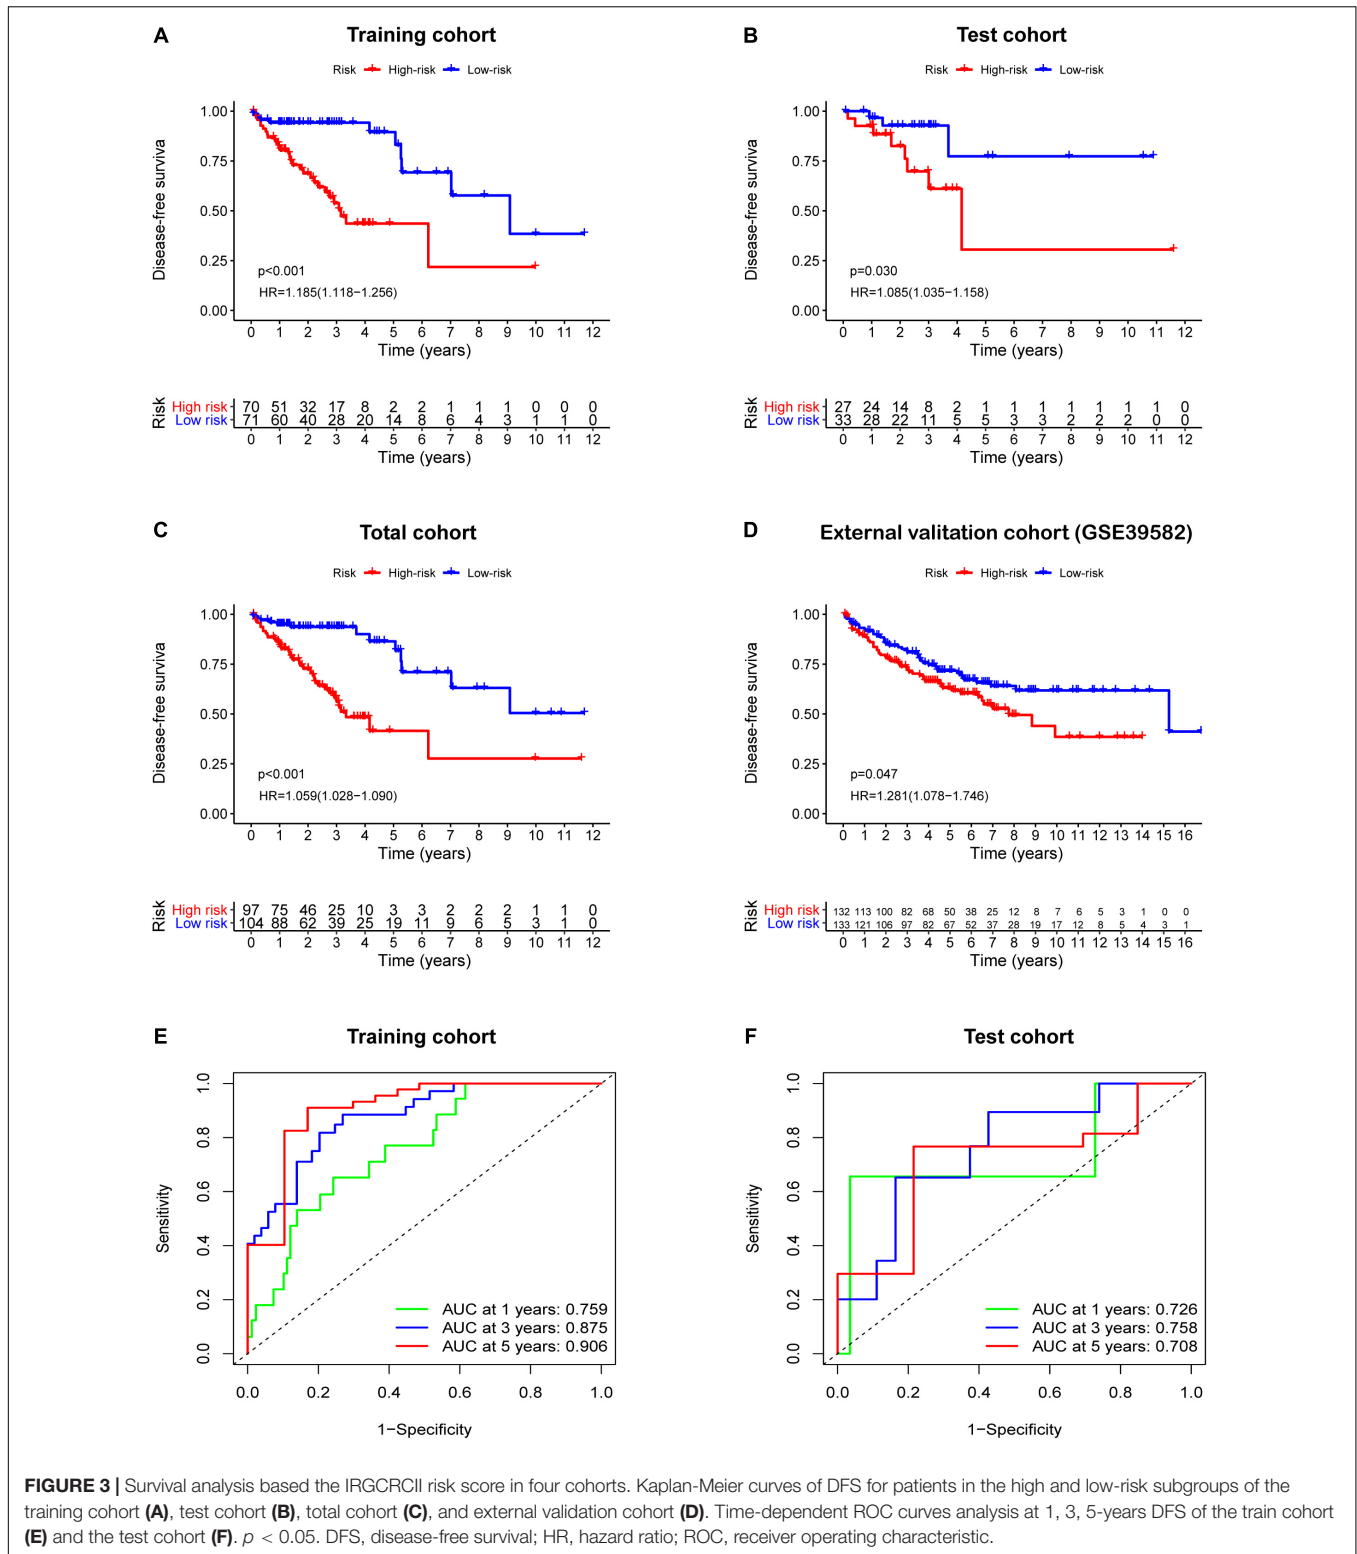 A
Training cohort
Risk High-risk Low-risk
Disease-free surviva
1.00
0.75
0.50
0.25
0.00
p<0.001
HR=1.185(1.118−1.256)
0 1 2 3 4 5 6 7 8 9 10 11 12
Time (years)
Risk
High risk 70 51 32 17 8 2 2 1 1 1 0 0 0
Low risk 71 60 40 28 20 14 8 6 4 3 1 1 0
0 1 2 3 4 5 6 7 8 9 10 11 12
Time (years)
B
Test cohort
Risk High-risk Low-risk
Disease-free surviva
1.00
0.75
0.50
0.25
0.00
p=0.030
HR=1.085(1.035−1.158)
0 1 2 3 4 5 6 7 8 9 10 11 12
Time (years)
Risk
High risk 27 24 14 8 2 1 1 1 1 1 1 1 0
Low risk 33 28 22 11 5 5 3 3 2 2 2 0 0
0 1 2 3 4 5 6 7 8 9 10 11 12
Time (years)
C
Total cohort
Risk High-risk Low-risk
Disease-free surviva
1.00
0.75
0.50
0.25
0.00
p<0.001
HR=1.059(1.028−1.090)
0 1 2 3 4 5 6 7 8 9 10 11 12
Time (years)
Risk
High risk 97 75 46 25 10 3 3 2 2 2 1 1 0
Low risk 104 88 62 39 25 19 11 9 6 5 3 1 0
0 1 2 3 4 5 6 7 8 9 10 11 12
Time (years)
D
External valitation cohort (GSE39582)
Risk High-risk Low-risk
Disease-free surviva
1.00
0.75
0.50
0.25
0.00
p=0.047
HR=1.281(1.078−1.746)
0 1 2 3 4 5 6 7 8 9 10 11 12 13 14 15 16
Time (years)
Risk
High risk 132 113 100 82 68 50 38 25 12 8 7 6 5 3 1 0 0
Low risk 133 121 106 97 82 67 52 37 28 19 17 12 8 5 4 3 1
0 1 2 3 4 5 6 7 8 9 10 11 12 13 14 15 16
Time (years)
E
Training cohort
Sensitivity
1.0
0.8
0.6
0.4
0.2
0.0
AUC at 1 years: 0.759
AUC at 3 years: 0.875
AUC at 5 years: 0.906
0.0 0.2 0.4 0.6 0.8 1.0
1−Specificity
F
Test cohort
Sensitivity
1.0
0.8
0.6
0.4
0.2
0.0
AUC at 1 years: 0.726
AUC at 3 years: 0.758
AUC at 5 years: 0.708
0.0 0.2 0.4 0.6 0.8 1.0
1−Specificity
FIGURE 3 | Survival analysis based the IRGCRCII risk score in four cohorts. Kaplan-Meier curves of DFS for patients in the high and low-risk subgroups of the
training cohort (A), test cohort (B), total cohort (C), and external validation cohort (D). Time-dependent ROC curves analysis at 1, 3, 5-years DFS of the train cohort
(E) and the test cohort (F). p < 0.05. DFS, disease-free survival; HR, hazard ratio; ROC, receiver operating characteristic.